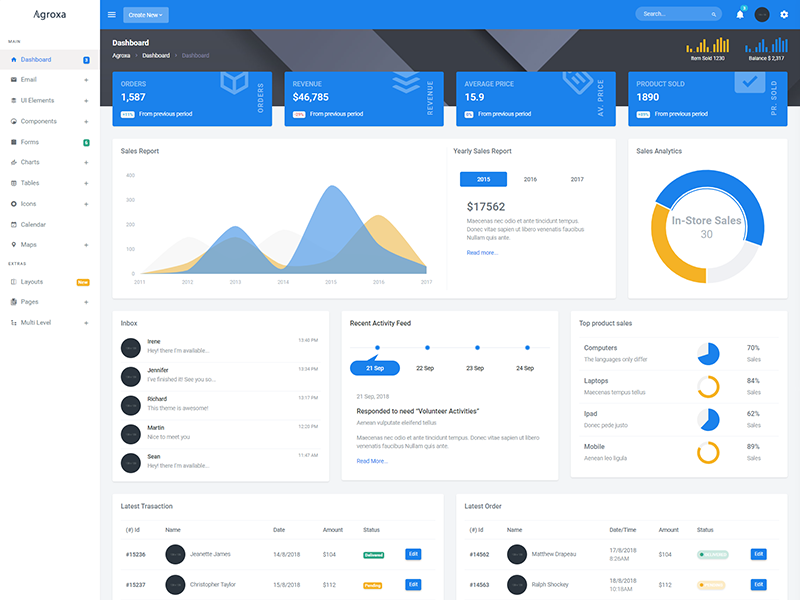 Agroxa
Create New
Search...
3
MAIN
Dashboard
3
Email
+
UI Elements
+
Components
+
Forms
6
Charts
+
Tables
+
Icons
+
Calendar
Maps
+
EXTRAS
Layouts
New
Pages
+
Multi Level
+
Dashboard
Agroxa > Dashboard > Dashboard
Item Sold 1230
Balance $ 2,317
ORDERS
1,587
From previous period
ORDERS
REVENUE
$46,785
-29%
From previous period
REVENUE
AVERAGE PRICE
15.9
0%
From previous period
AV. PRICE
PRODUCT SOLD
1890
+89%
From previous period
PR. SOLD
Sales Report
400
300
200
100
0
2011
2012
2013
2014
2015
2016
2017
Yearly Sales Report
2015
2016
2017
$17562
Maecenas nec odio et ante tincidunt tempus.
Donec vitae sapien ut libero venenatis faucibus
Nullam quis ante.
Read more...
Sales Analytics
In-Store Sales
30
Inbox
Irene
13:40 PM
Hey! there I'm available...
Jennifer
13:34 PM
I've finished it! See you so...
Richard
13:17 PM
This theme is awesome!
Martin
12:20 PM
Nice to meet you
Sean
11:47 AM
Hey! there I'm available...
Recent Activity Feed
21 Sep
22 Sep
23 Sep
24 Sep
21 Sep, 2018
Responded to need "Volunteer Activities"
Aenean vulputate eleifend tellus
Maecenas nec odio et ante tincidunt tempus. Donec vitae sapien ut libero
venenatis faucibus Nullam quis ante.
Read More...
Top product sales
Computers
The languages only differ
70%
Sales
Laptops
Maecenas tempus tellus
84%
Sales
Ipad
Donec pede justo
62%
Sales
Mobile
Aenean leo ligula
89%
Sales
Latest Trasaction
(#) Id
Name
Date
Amount
Status
#15236
Jeanette James
14/8/2018
$104
Delivered
Edit
#15237
Christopher Taylor
15/8/2018
$112
Pending
Edit
Latest Order
(#) Id
Name
Date/Time
Amount
Status
#14562
Matthew Drapeau
17/8/2018
8:26AM
$104
Edit
#14563
Ralph Shockey
18/8/2018
10:18AM
$112
Edit